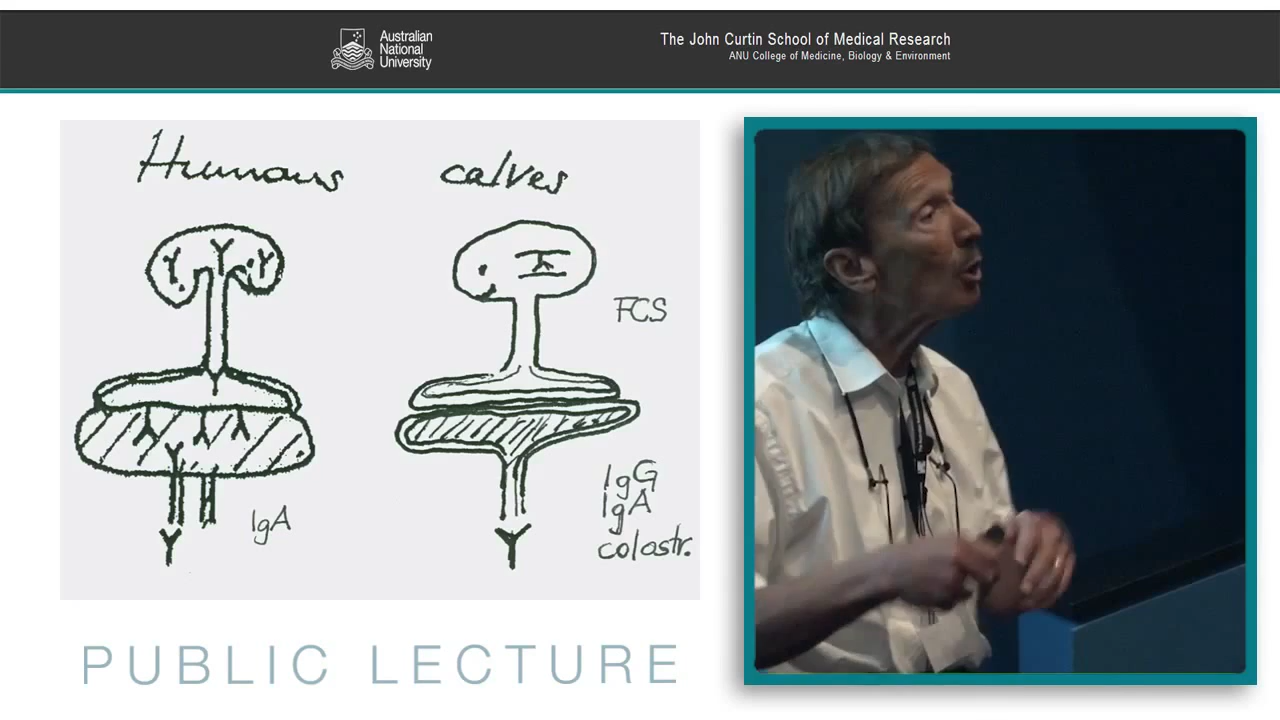 Australian
National
University
The John Curtin School of Medical Research
ANU College of Medicine, Biology & Environment
Humans
calves
FCS
IgA
IgG
IgA
colostr.
PUBLIC LECTURE